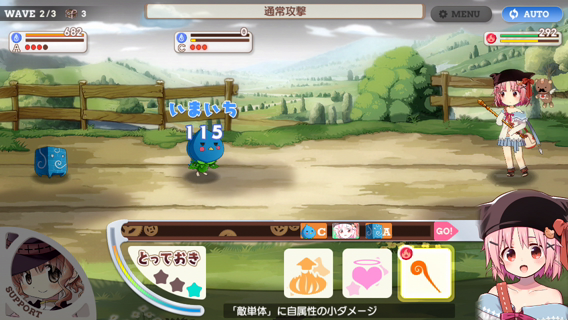 WAVE 2/3 3
通常攻撃
MENU
AUTO
682
A
0
C
292
いまいち
115
C A GO!
とっておき
SUPPORT
「敵単体」に自属性の小ダメージ